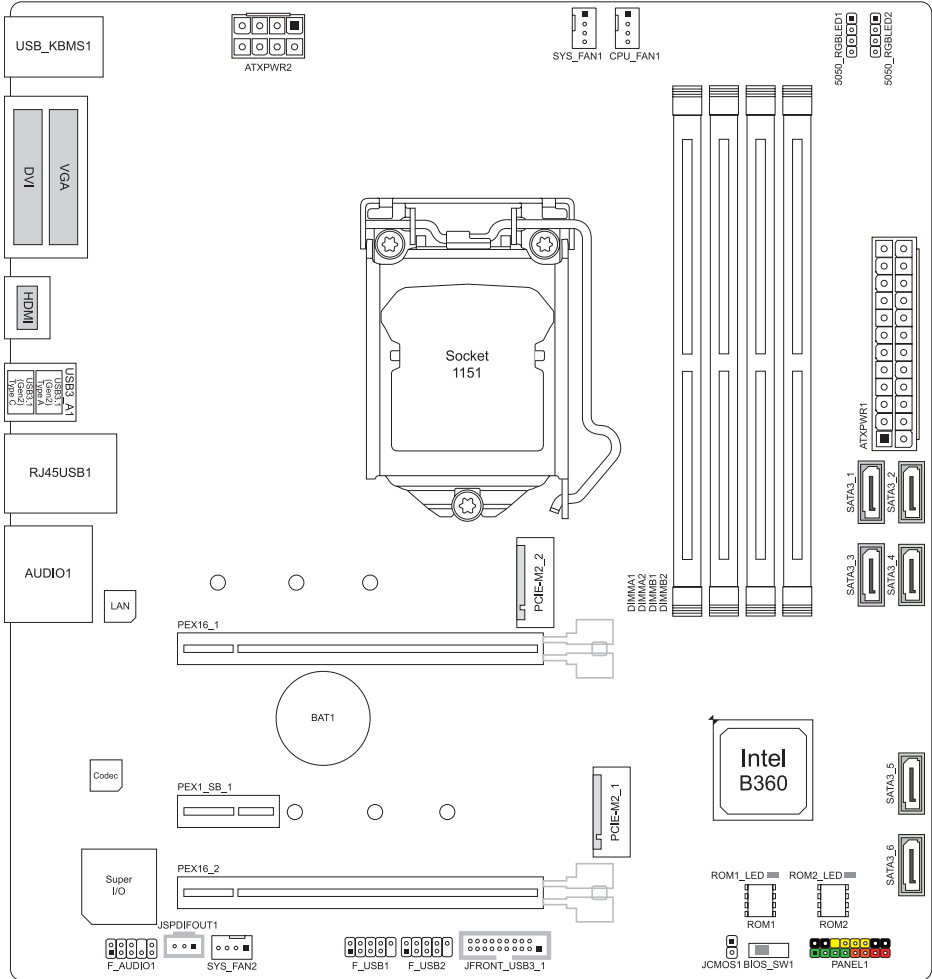 USB_KBMS1
ATXPWR2
SYS_FAN1
CPU_FAN1
5050_RGBLED1
5050_RGBLED2
DVI
VGA
HDMI
USB3_A1
USB3.1
(Gen2)
Type A
USB3.1
(Gen2)
Type C
RJ45USB1
AUDIO1
LAN
Socket
1151
ATXPWR1
SATA3_1
SATA3_2
SATA3_3
SATA3_4
PCIE-M2_2
DIMMA1
DIMMA2
DIMMB1
DIMMB2
PEX16_1
BAT1
Codec
PEX1_SB_1
PCIE-M2_1
Intel
B360
SATA3_5
SATA3_6
Super
I/O
PEX16_2
ROM1_LED
ROM2_LED
ROM1
ROM2
JSPDIFOUT1
F_AUDIO1
SYS_FAN2
F_USB1
F_USB2
JFRONT_USB3_1
JCMOS1
BIOS_SW1
PANEL1